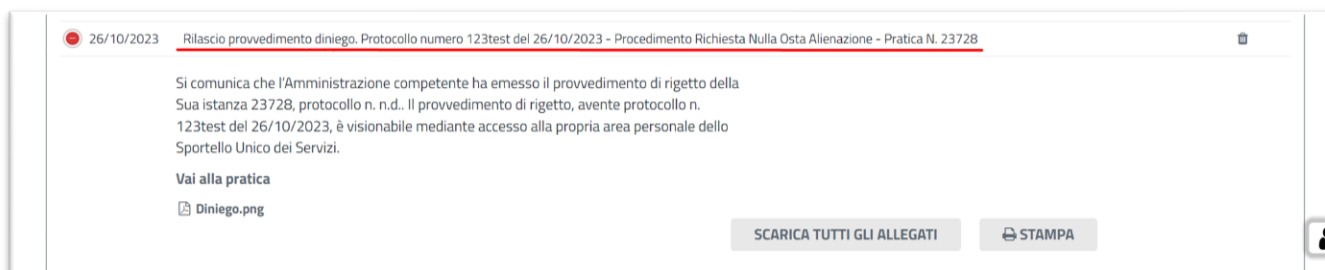 26/10/2023 Rilascio provvedimento diniego. Protocollo numero 123test del 26/10/2023 - Procedimento Richiesta Nulla Osta Alienazione - Pratica N. 23728
Si comunica che l'Amministrazione competente ha emesso il provvedimento di rigetto della
Sua istanza 23728, protocollo n. n.d.. Il provvedimento di rigetto, avente protocollo n.
123test del 26/10/2023, è visionabile mediante accesso alla propria area personale dello
Sportello Unico dei Servizi.
Vai alla pratica
Diniego.png
SCARICA TUTTI GLI ALLEGATI STAMPA